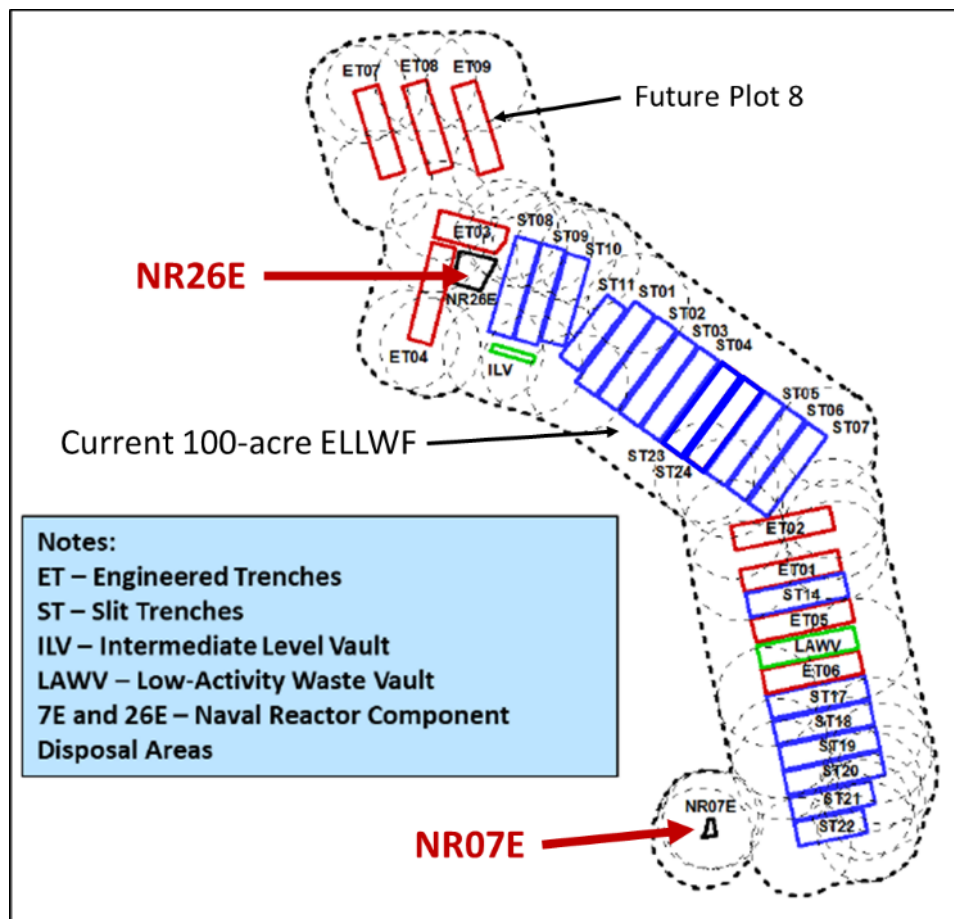 ET07
ET08
ET09
Future Plot 8
ET03
ST08
ST09
ST10
NR26E
NR26E
ST11
ST01
ST02
ST03
ST04
ET04
ILV
ST05
ST06
ST07
Current 100-acre ELLWF
ST23
ST24
ET02
Notes:
ET – Engineered Trenches
ST – Slit Trenches
ILV – Intermediate Level Vault
LAWV – Low-Activity Waste Vault
7E and 26E – Naval Reactor Component
Disposal Areas
ET01
ST14
ET05
LAWV
ET06
ST17
ST18
ST19
ST20
ST21
ST22
NR07E
NR07E